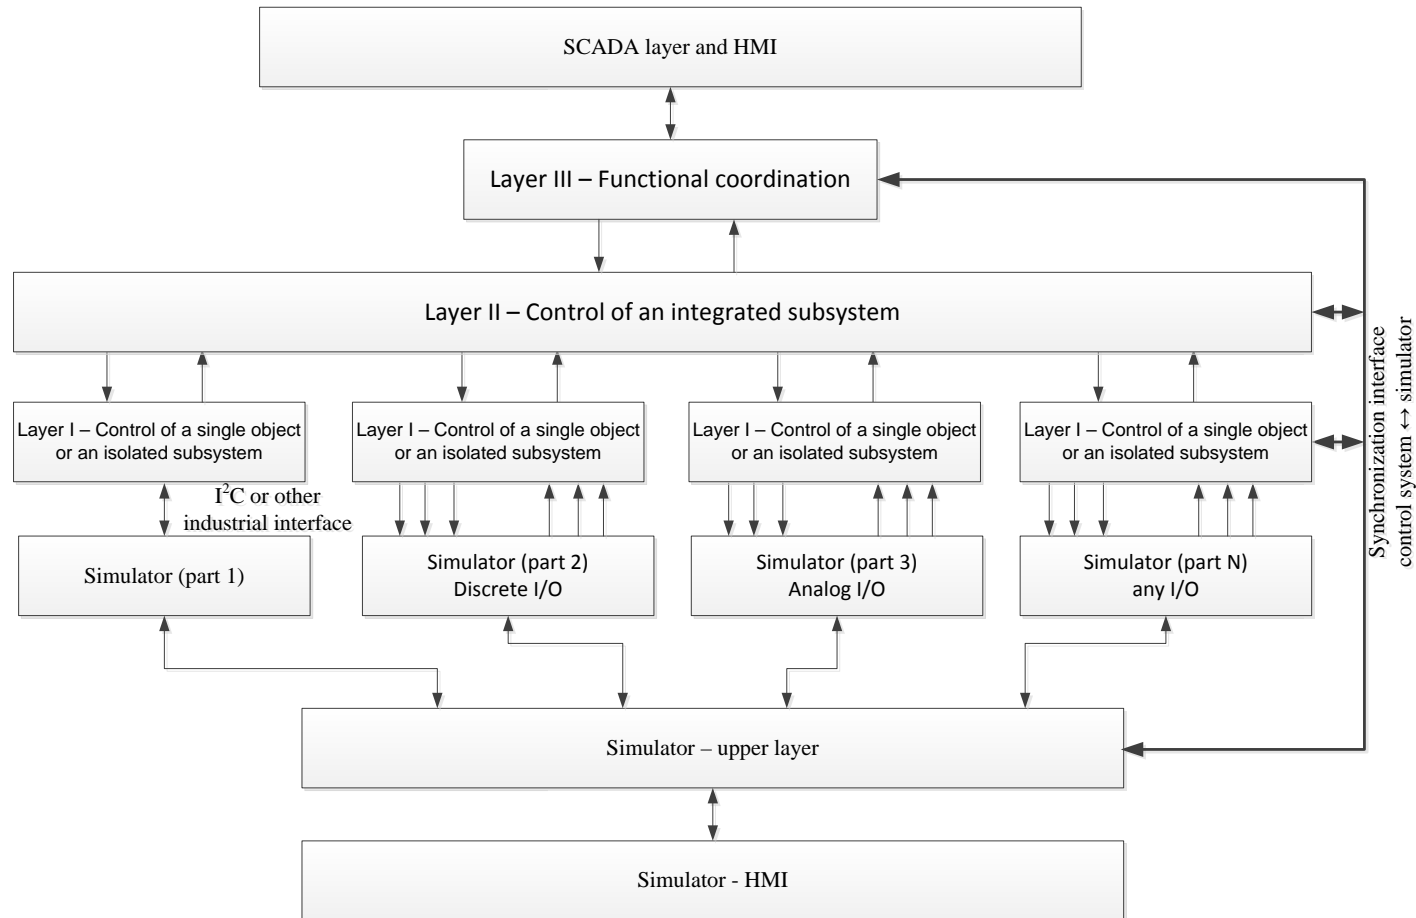 SCADA layer and HMI
Layer III – Functional coordination
Layer II – Control of an integrated subsystem
Synchronization interface
control system ↔ simulator
Layer I – Control of a single object
or an isolated subsystem
Layer I – Control of a single object
or an isolated subsystem
Layer I – Control of a single object
or an isolated subsystem
Layer I – Control of a single object
or an isolated subsystem
I²C or other
industrial interface
Simulator (part 1)
Simulator (part 2)
Discrete I/O
Simulator (part 3)
Analog I/O
Simulator (part N)
any I/O
Simulator – upper layer
Simulator - HMI